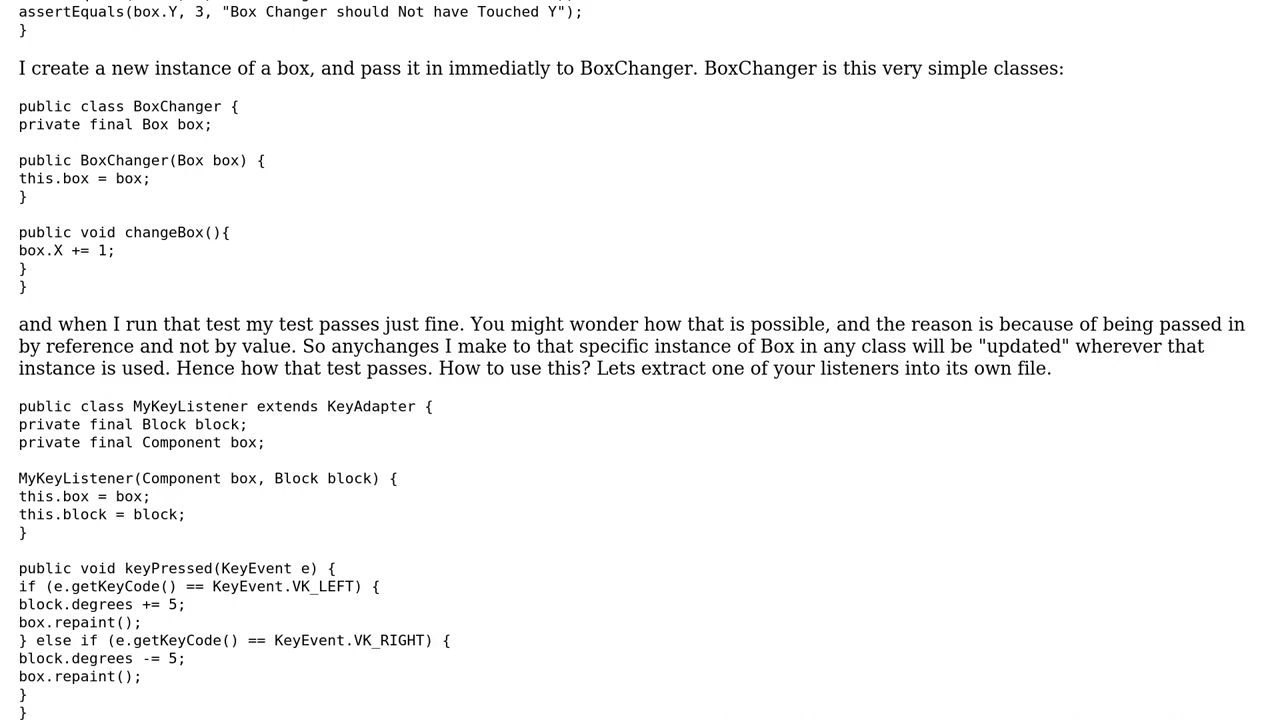 assertEquals(box.Y, 3, "Box Changer should Not have Touched Y");
}
I create a new instance of a box, and pass it in immediatly to BoxChanger. BoxChanger is this very simple classes:
public class BoxChanger {
private final Box box;
public BoxChanger(Box box) {
this.box = box;
}
public void changeBox(){
box.X += 1;
}
}
and when I run that test my test passes just fine. You might wonder how that is possible, and the reason is because of being passed in
by reference and not by value. So anychanges I make to that specific instance of Box in any class will be "updated" wherever that
instance is used. Hence how that test passes. How to use this? Lets extract one of your listeners into its own file.
public class MyKeyListener extends KeyAdapter {
private final Block block;
private final Component box;
MyKeyListener(Component box, Block block) {
this.box = box;
this.block = block;
}
public void keyPressed(KeyEvent e) {
if (e.getKeyCode() == KeyEvent.VK_LEFT) {
block.degrees += 5;
box.repaint();
} else if (e.getKeyCode() == KeyEvent.VK_RIGHT) {
block.degrees -= 5;
box.repaint();
}
}